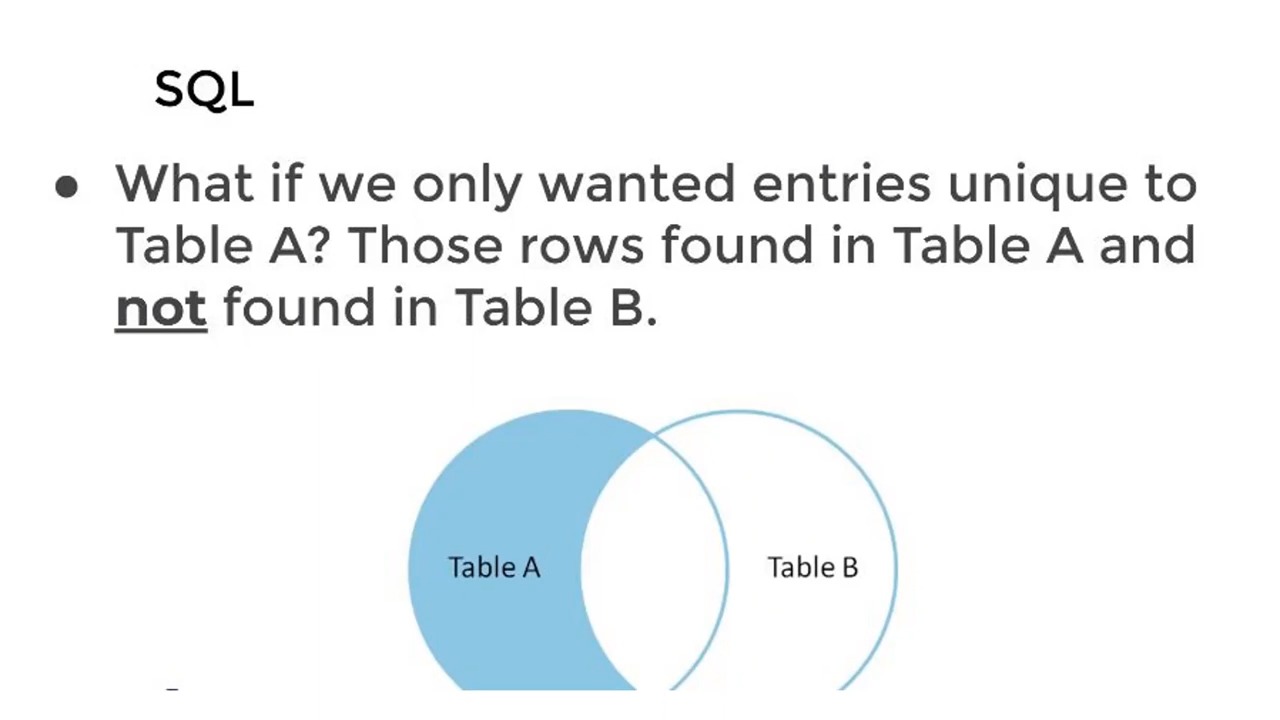 SQL
● What if we only wanted entries unique to
Table A? Those rows found in Table A and
not found in Table B.
Table A
Table B